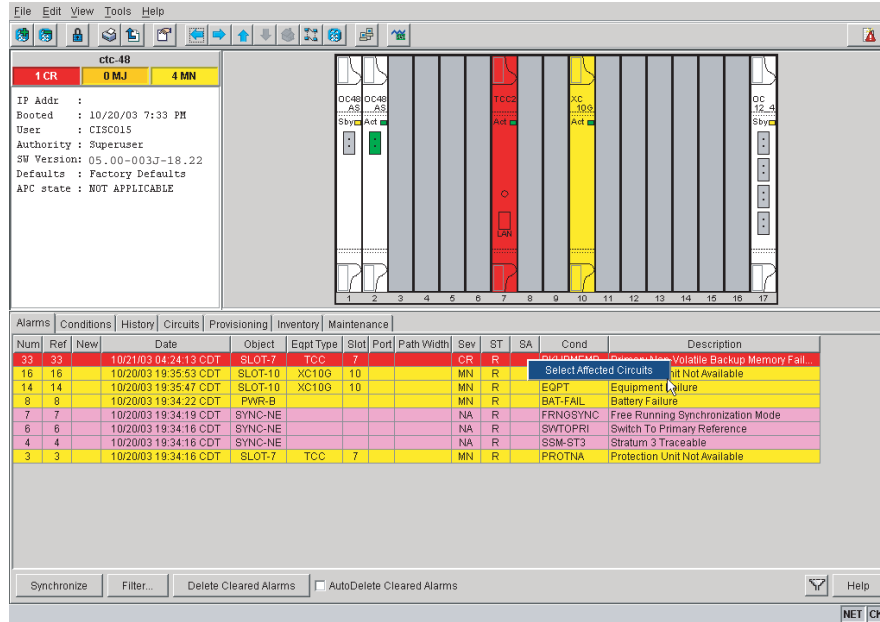 File Edit View Tools Help
ctc-48
1 CR 0 MJ 4 MN
IP Addr :
Booted : 10/20/03 7:33 PM
User : CISCO15
Authority : Superuser
SW Version: 05.00-003J-18.22
Defaults : Factory Defaults
APC state : NOT APPLICABLE
OC48 OC48 TCC2 XC OC
AS AS 10G 12_4
Sby Act Act Act Sby
LAN
1 2 3 4 5 6 7 8 9 10 11 12 13 14 15 16 17
Alarms Conditions History Circuits Provisioning Inventory Maintenance
Num Ref New Date Object Eqpt Type Slot Port Path Width Sev ST SA Cond Description
33 33 10/21/03 04:24:13 CDT SLOT-7 TCC 7 CR R Volatile Backup Memory Fail...
16 16 10/20/03 19:35:53 CDT SLOT-10 XC10G 10 MN R Select Affected Circuits Not Available
14 14 10/20/03 19:35:47 CDT SLOT-10 XC10G 10 MN R EQPT Equipment
8 8 10/20/03 19:34:22 CDT PWR-B MN R BAT-FAIL Battery Failure
7 7 10/20/03 19:34:19 CDT SYNC-NE NA R FRNGSYNC Free Running Synchronization Mode
6 6 10/20/03 19:34:16 CDT SYNC-NE NA R SWTOPRI Switch To Primary Reference
4 4 10/20/03 19:34:16 CDT SYNC-NE NA R SSM-ST3 Stratum 3 Traceable
3 3 10/20/03 19:34:16 CDT SLOT-7 TCC 7 MN R PROTNA Protection Unit Not Available
Synchronize Filter... Delete Cleared Alarms AutoDelete Cleared Alarms Help
NET